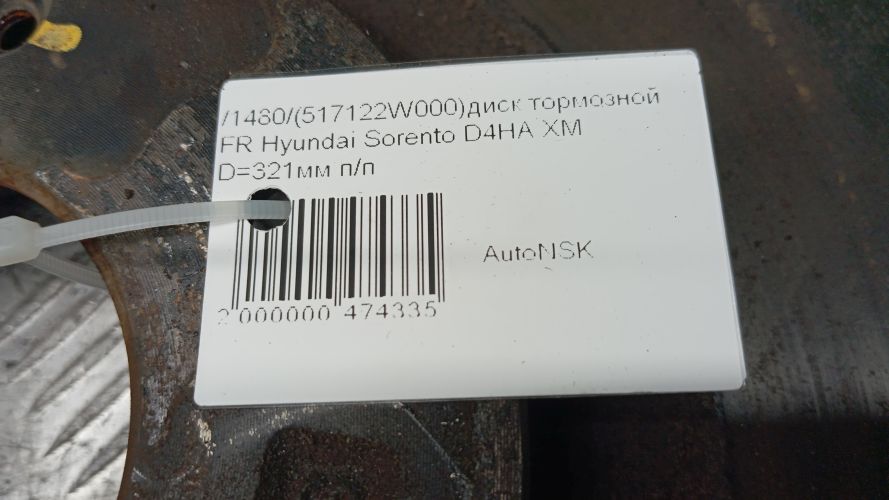 /1480/(517122W000)диск тормозной
FR Hyundai Sorento D4HA XM
D=321мм п/п
AutoNSK
2 000000 474335